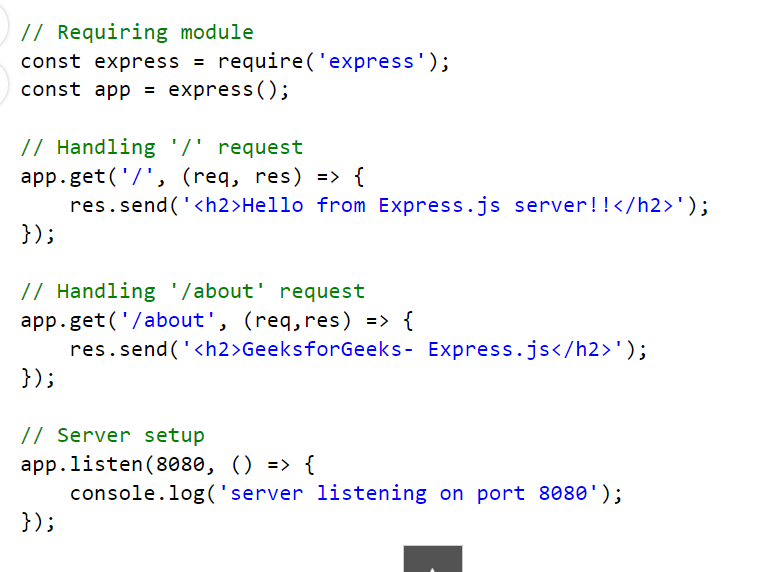 // Requiring module
const express = require('express');
const app = express();
// Handling '/' request
app.get('/', (req, res) => {
    res.send('<h2>Hello from Express.js server!!</h2>');
});
// Handling '/about' request
app.get('/about', (req,res) => {
    res.send('<h2>GeeksforGeeks- Express.js</h2>');
});
// Server setup
app.listen(8080, () => {
    console.log('server listening on port 8080');
});